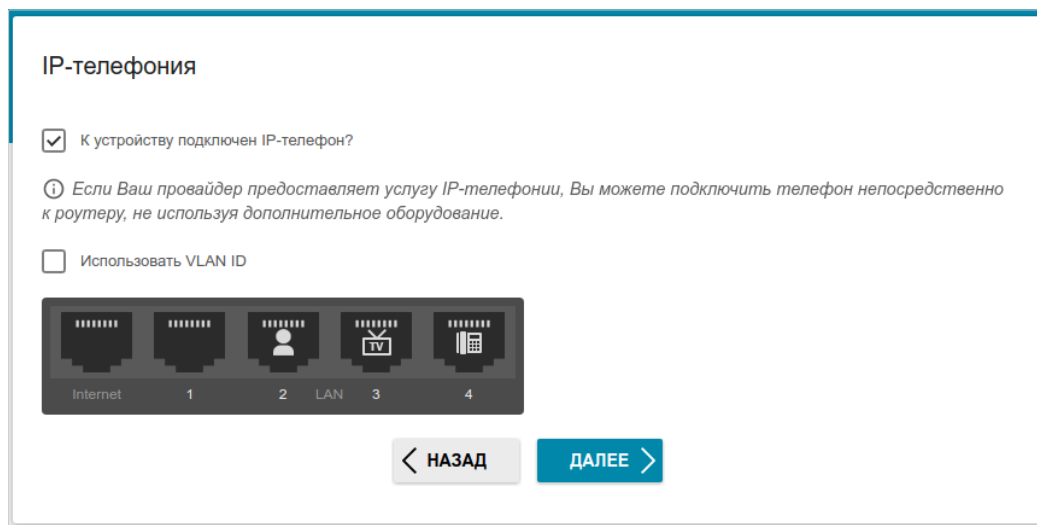 IP-телефония
К устройству подключен IP-телефон?
Если Ваш провайдер предоставляет услугу IP-телефонии, Вы можете подключить телефон непосредственно
к роутеру, не используя дополнительное оборудование.
Использовать VLAN ID
TV
Internet 1 2 LAN 3 4
НАЗАД ДАЛЕЕ